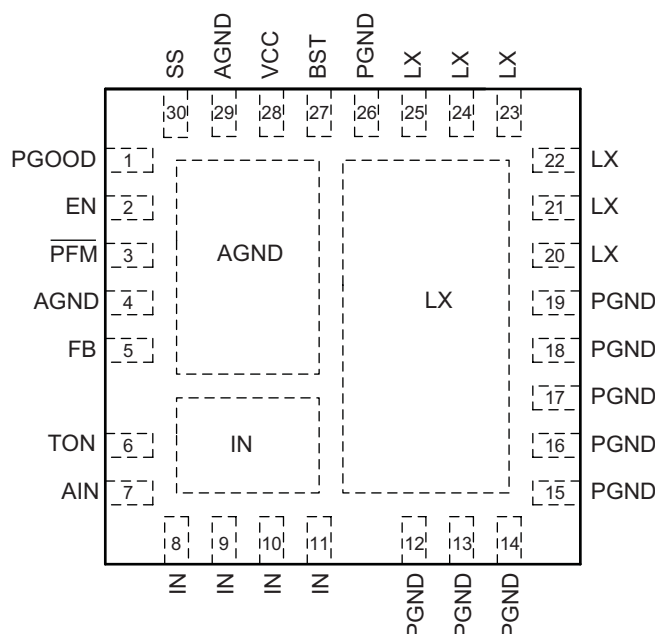 SS AGND VCC BST PGND LX LX LX
30 29 28 27 26 25 24 23
PGOOD 1 22 LX
EN 2 21 LX
P̅F̅M̅ 3 AGND 20 LX
AGND 4 LX 19 PGND
FB 5 18 PGND
17 PGND
TON 6 IN 16 PGND
AIN 7 15 PGND
8 9 10 11 12 13 14
IN IN IN IN PGND PGND PGND